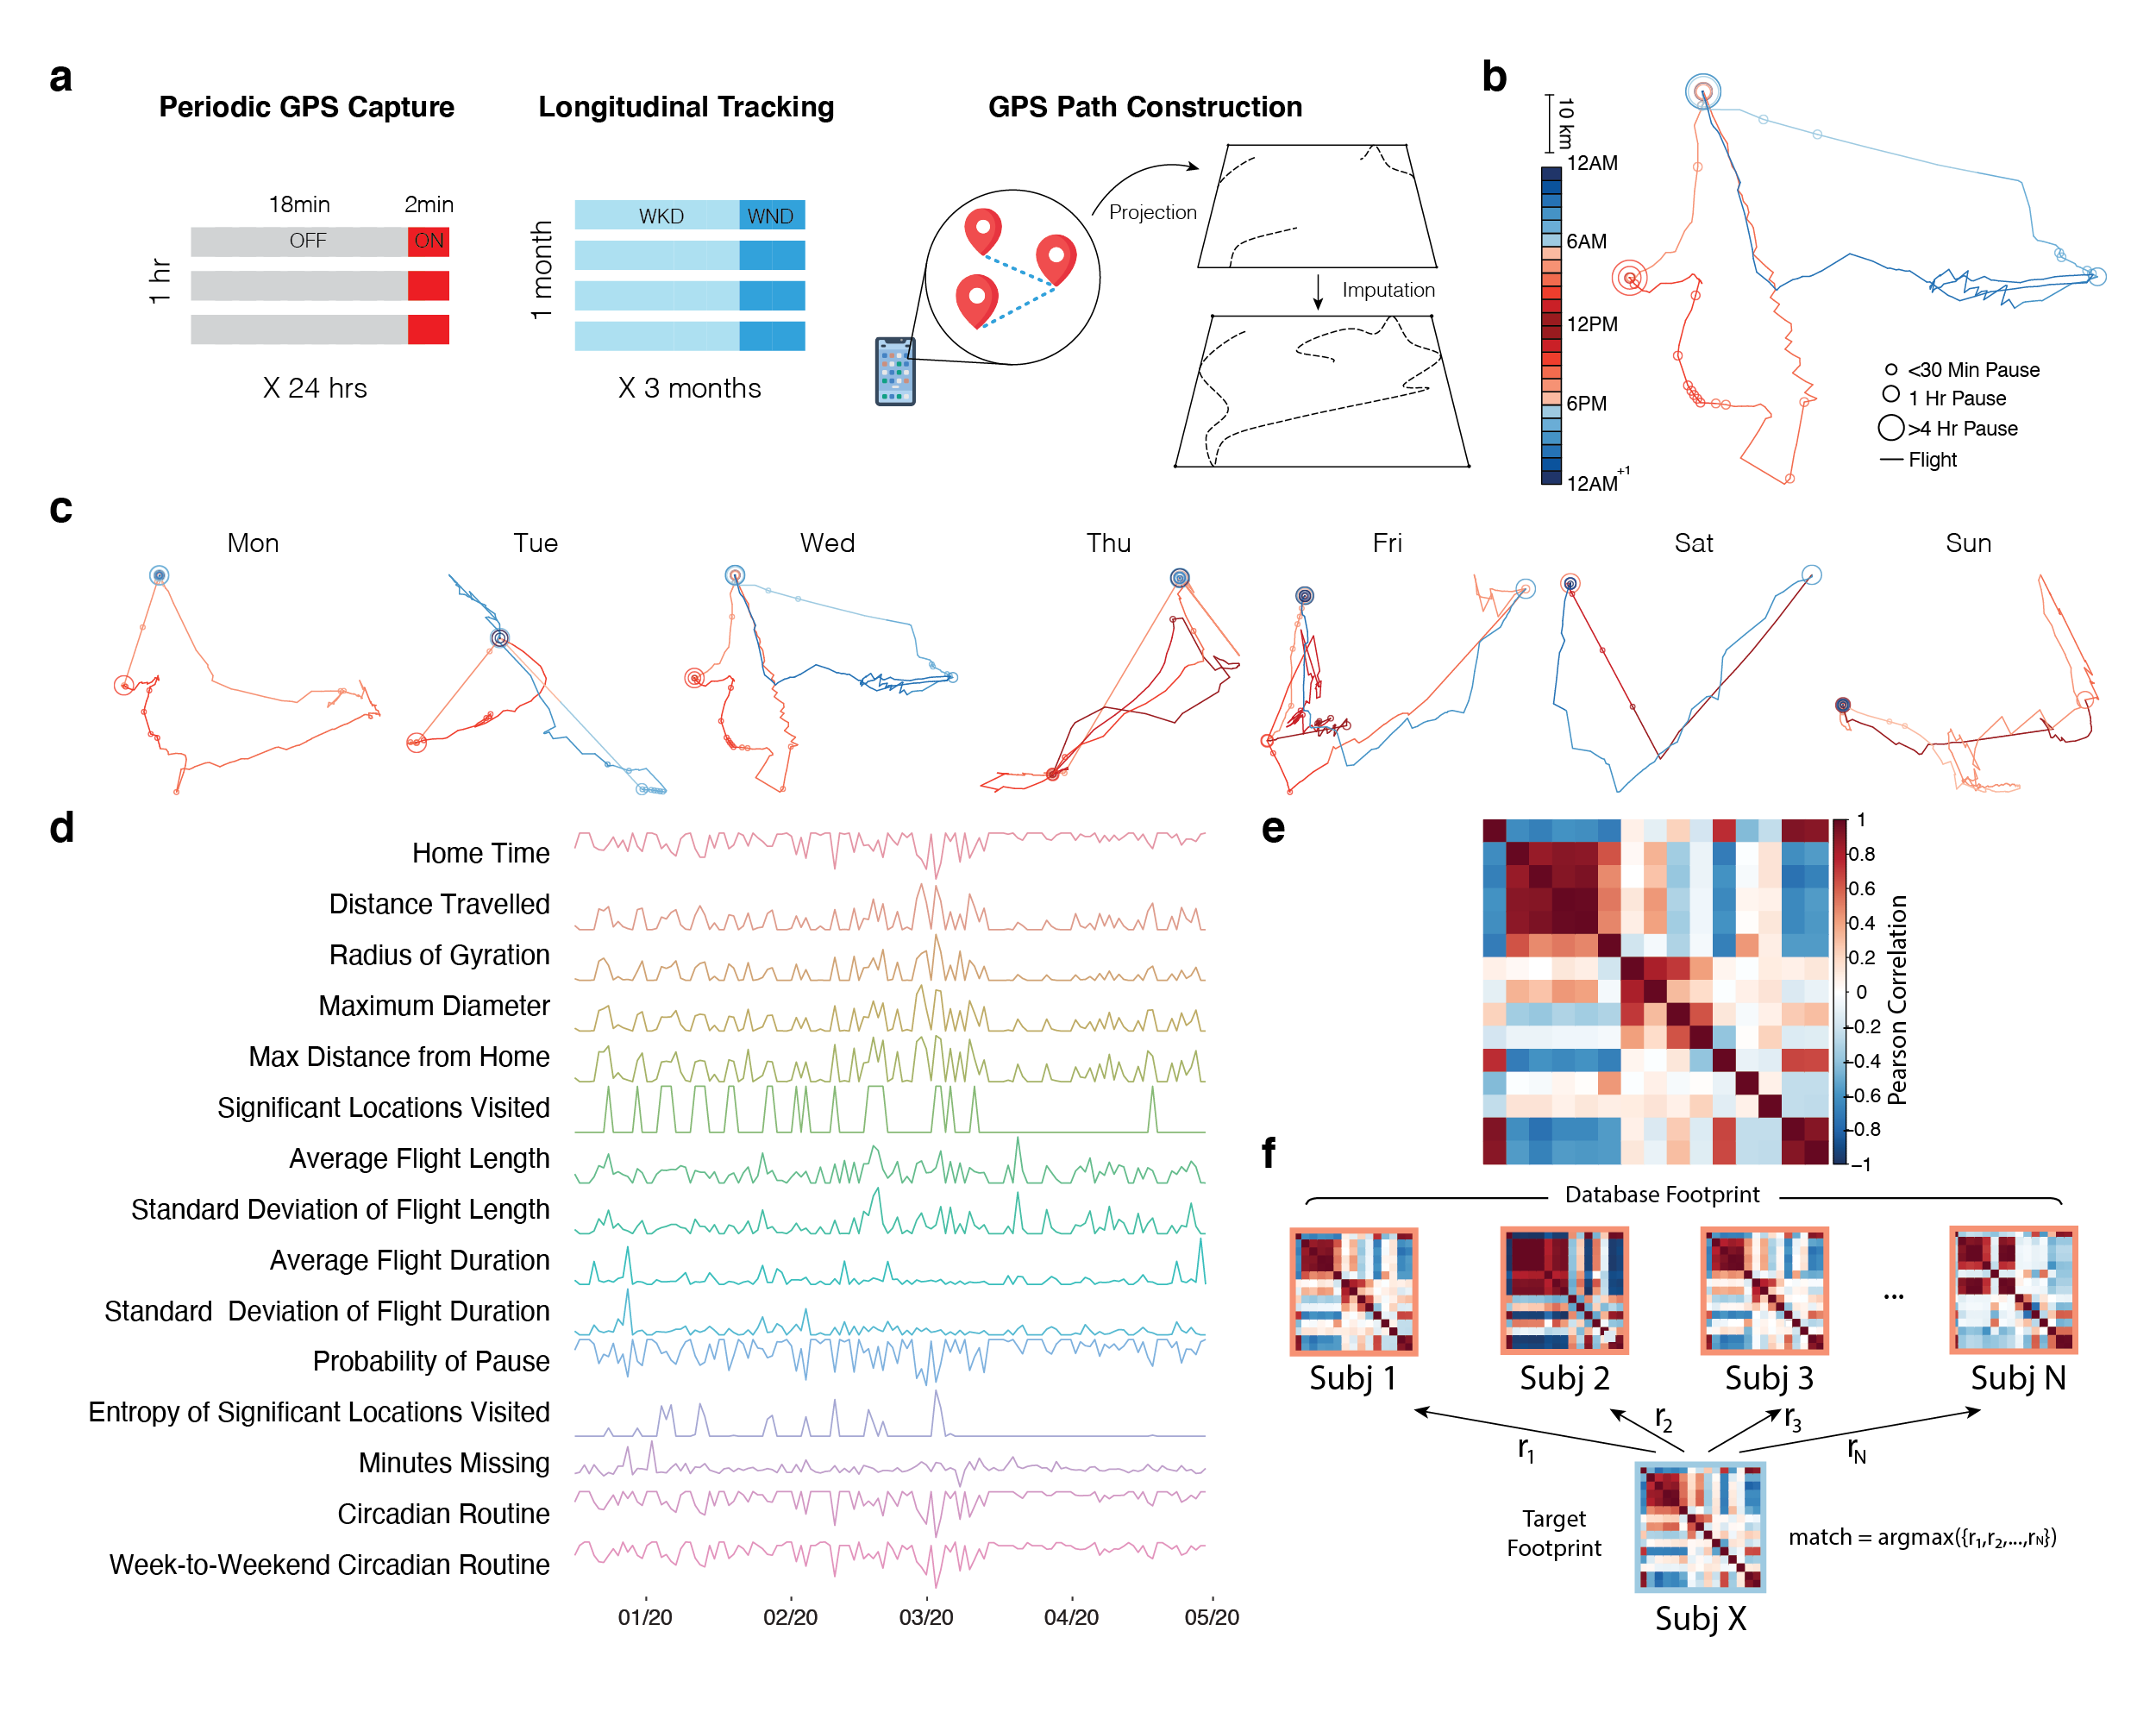 a
Periodic GPS Capture
Longitudinal Tracking
GPS Path Construction
18min
2min
OFF
ON
1 hr
X 24 hrs
WKD
WND
1 month
X 3 months
Projection
Imputation
b
10 km
12AM
6AM
12PM
6PM
12AM+1
<30 Min Pause
1 Hr Pause
>4 Hr Pause
Flight
c
Mon
Tue
Wed
Thu
Fri
Sat
Sun
d
Home Time
Distance Travelled
Radius of Gyration
Maximum Diameter
Max Distance from Home
Significant Locations Visited
Average Flight Length
Standard Deviation of Flight Length
Average Flight Duration
Standard Deviation of Flight Duration
Probability of Pause
Entropy of Significant Locations Visited
Minutes Missing
Circadian Routine
Week-to-Weekend Circadian Routine
01/20
02/20
03/20
04/20
05/20
e
1
0.8
0.6
0.4
0.2
0
-0.2
-0.4
-0.6
-0.8
-1
Pearson Correlation
f
Database Footprint
...
Subj 1
Subj 2
Subj 3
Subj N
r1
r2
r3
rN
Target
Footprint
match = argmax({r1,r2,...,rN})
Subj X